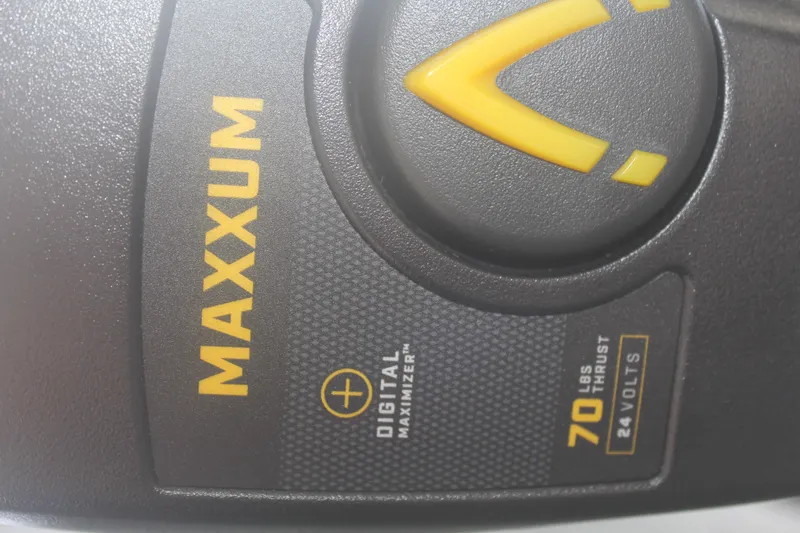 MAXXUM
DIGITAL
MAXIMIZER™
70 LBS
THRUST
24 VOLTS